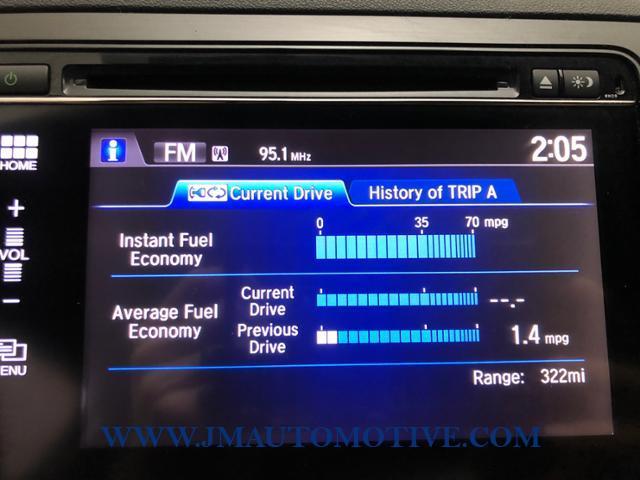 2:05
FM
95.1 MHz
HOME
Current Drive
History of TRIP A
+
VOL
−
0 35 70 mpg
Instant Fuel
Economy
Average Fuel
Economy
Current
Drive
--.-
Previous
Drive
1.4 mpg
Range: 322mi
ENU
WWW.JMAUTOMOTIVE.COM